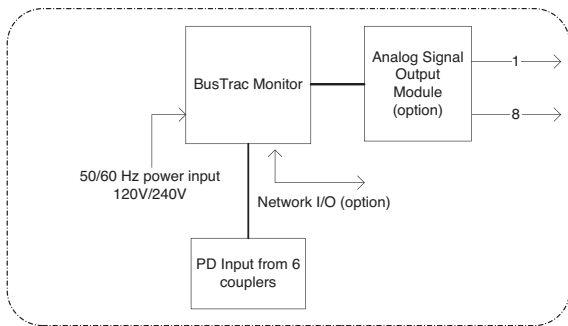 BusTrac Monitor
Analog Signal
Output
Module
(option)
1
8
50/60 Hz power input
120V/240V
Network I/O (option)
PD Input from 6
couplers